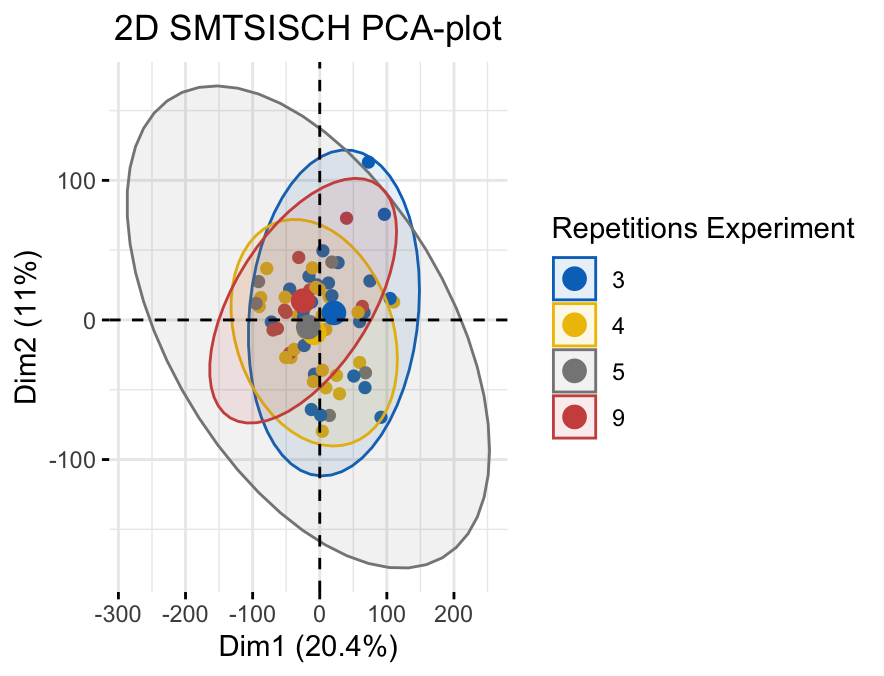 2D SMTSISCH PCA-plot
Dim2 (11%)
100
0
-100
-300 -200 -100 0 100 200
Dim1 (20.4%)
Repetitions Experiment
3
4
5
9